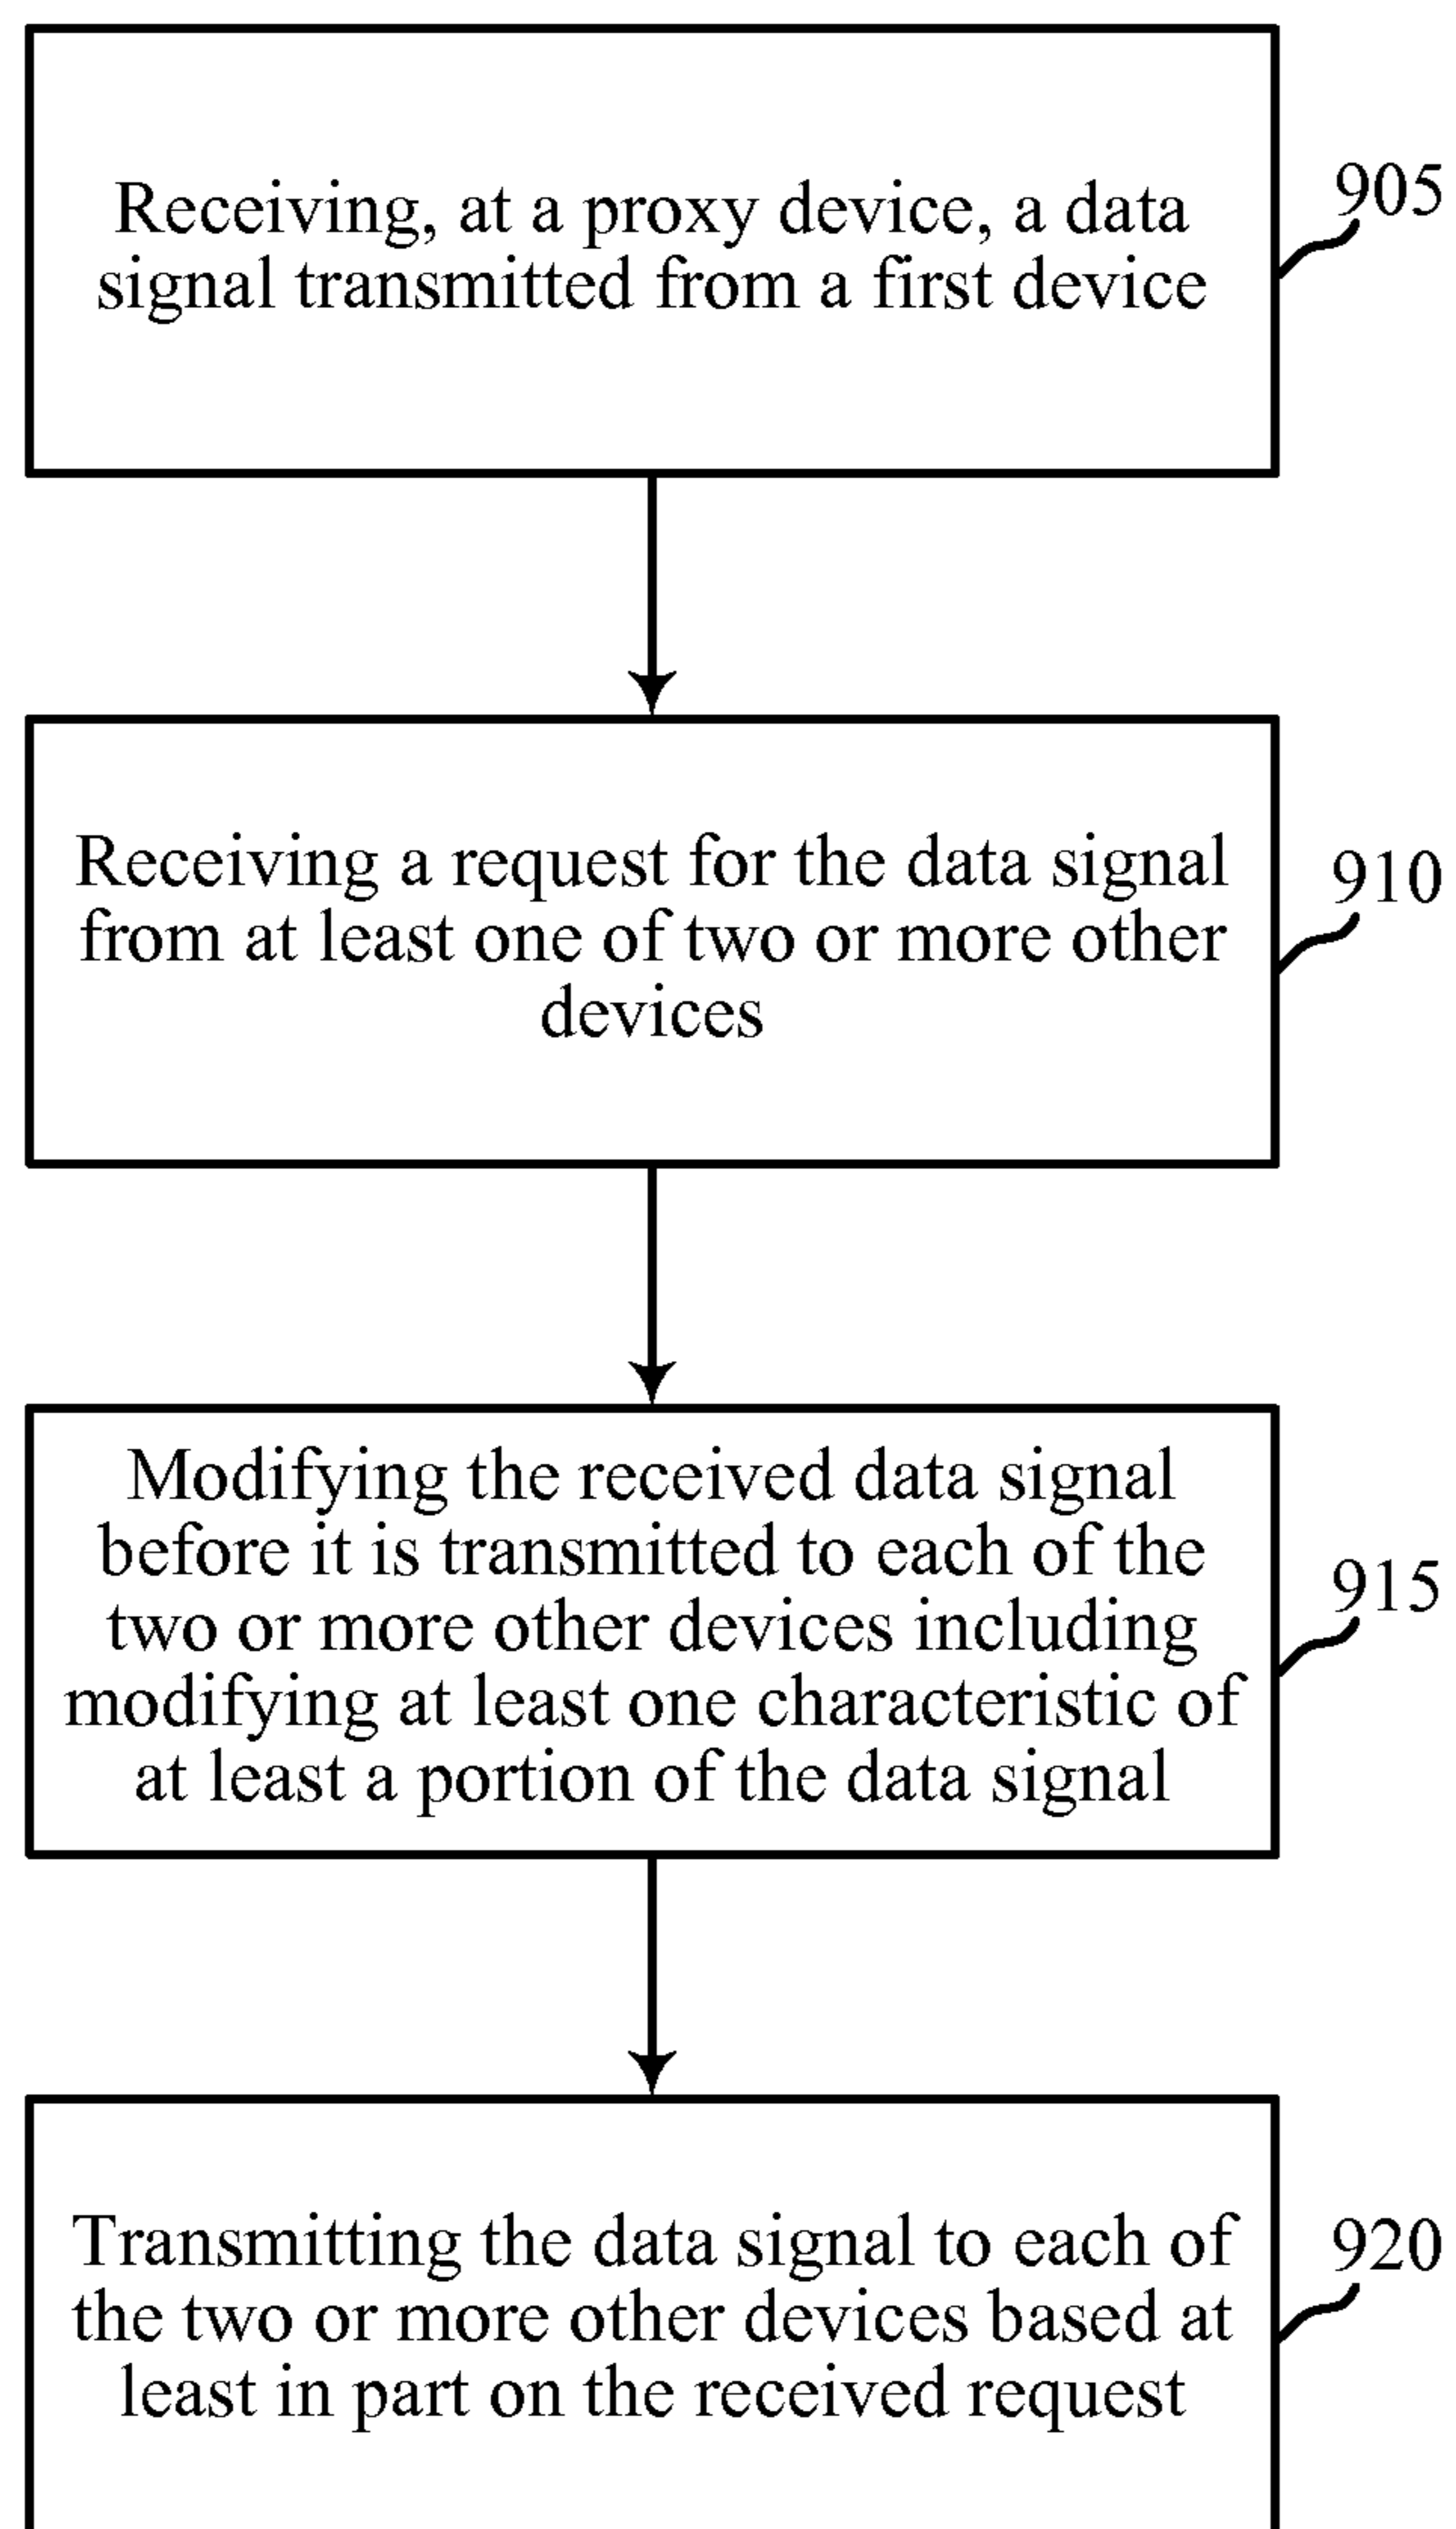 Receiving, at a proxy device, a data
signal transmitted from a first device
905
Receiving a request for the data signal
from at least one of two or more other
devices
910
Modifying the received data signal
before it is transmitted to each of the
two or more other devices including
modifying at least one characteristic of
at least a portion of the data signal
915
Transmitting the data signal to each of
the two or more other devices based at
least in part on the received request
920